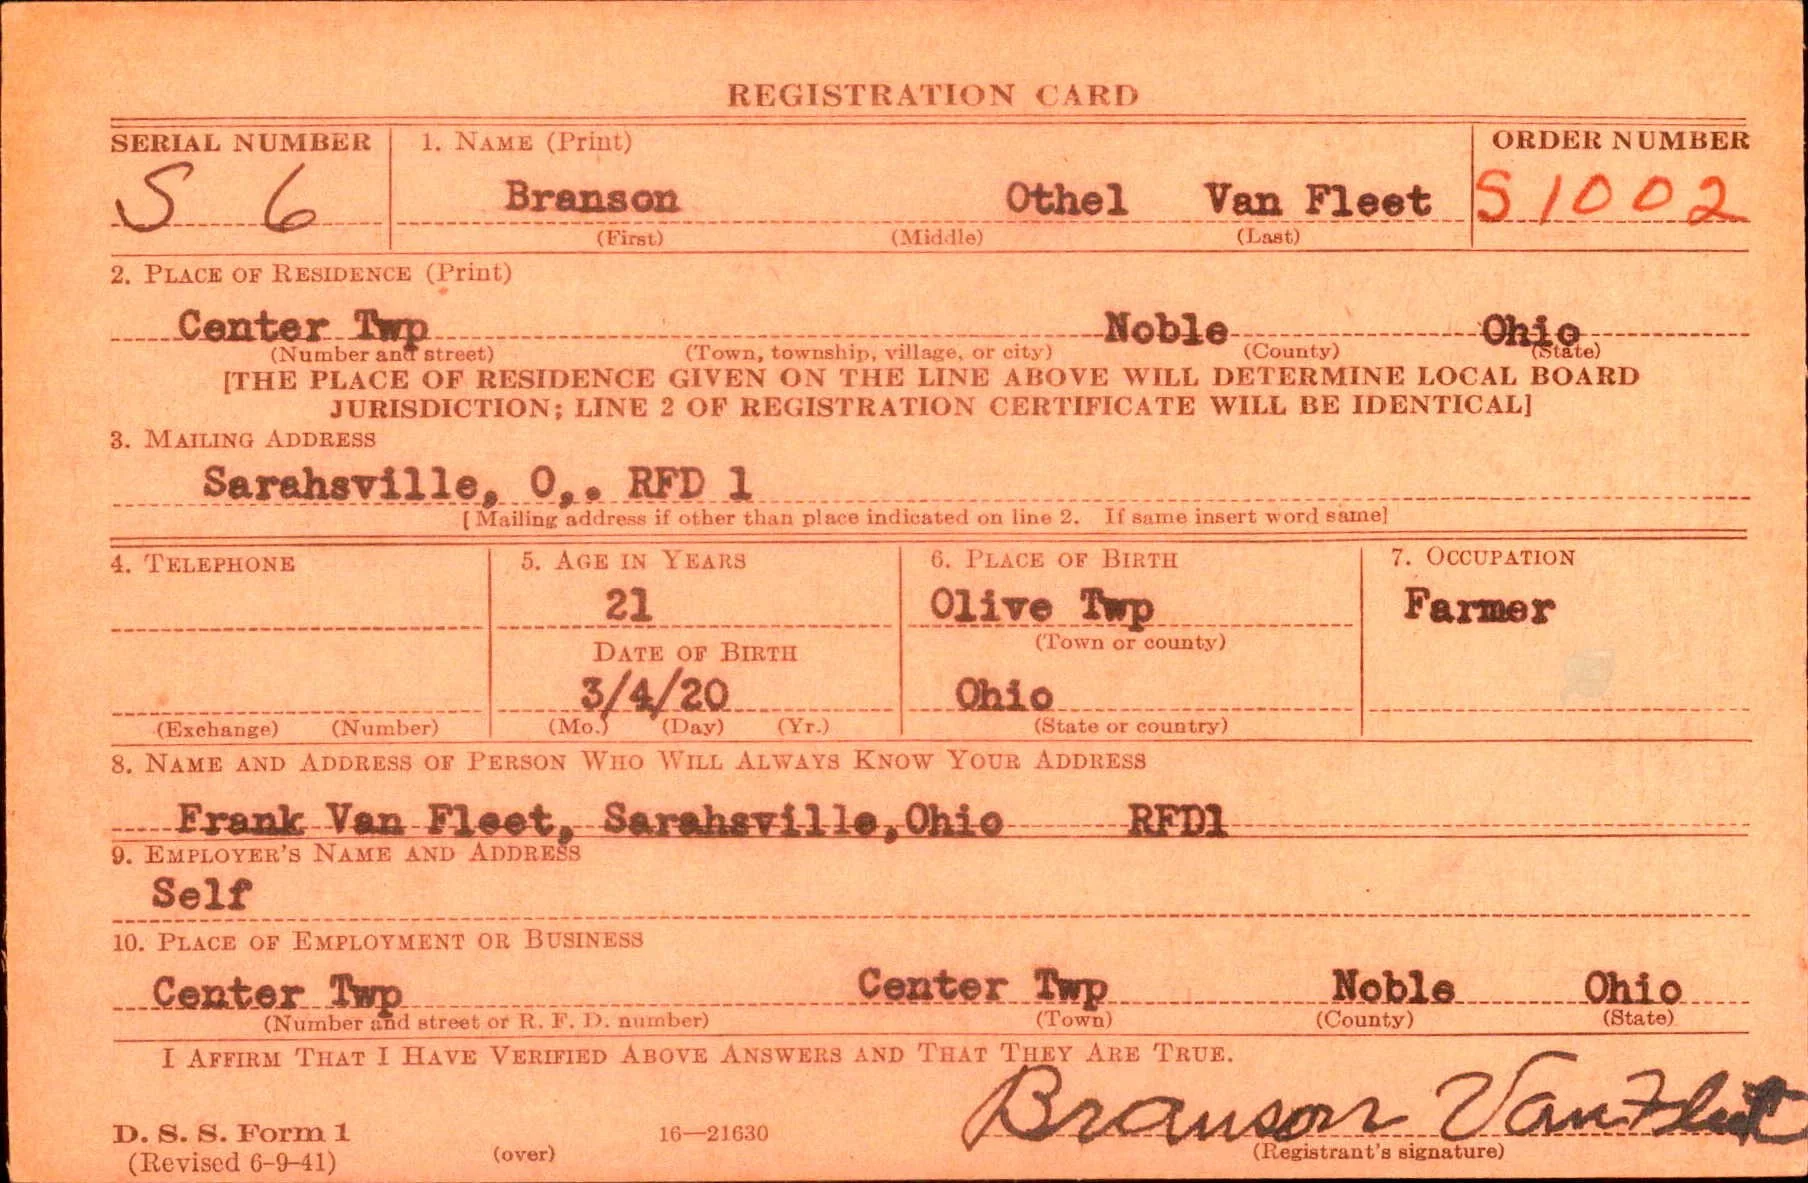 REGISTRATION CARD
SERIAL NUMBER 1. NAME (Print) ORDER NUMBER
S 6 Branson Othel Van Fleet S1002
(First) (Middle) (Last)
2. PLACE OF RESIDENCE (Print)
Center Twp Noble Ohio
(Number and street) (Town, township, village, or city) (County) (State)
[THE PLACE OF RESIDENCE GIVEN ON THE LINE ABOVE WILL DETERMINE LOCAL BOARD
JURISDICTION; LINE 2 OF REGISTRATION CERTIFICATE WILL BE IDENTICAL]
3. MAILING ADDRESS
Sarahsville, O,. RFD 1
[Mailing address if other than place indicated on line 2. If same insert word same]
4. TELEPHONE 5. AGE IN YEARS 6. PLACE OF BIRTH 7. OCCUPATION
21 Olive Twp Farmer
DATE OF BIRTH (Town or county)
3/4/20 Ohio
(Exchange) (Number) (Mo.) (Day) (Yr.) (State or country)
8. NAME AND ADDRESS OF PERSON WHO WILL ALWAYS KNOW YOUR ADDRESS
Frank Van Fleet, Sarahsville,Ohio RFD1
9. EMPLOYER'S NAME AND ADDRESS
Self
10. PLACE OF EMPLOYMENT OR BUSINESS
Center Twp Center Twp Noble Ohio
(Number and street or R. F. D. number) (Town) (County) (State)
I AFFIRM THAT I HAVE VERIFIED ABOVE ANSWERS AND THAT THEY ARE TRUE.
Branson Van Fleet
D. S. S. Form 1 16—21630
(Revised 6-9-41) (over) (Registrant's signature)